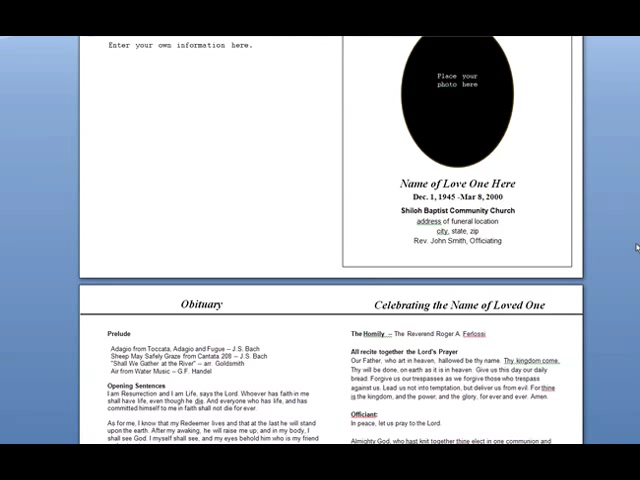 Enter your own information here.
Place your
photo here
Name of Love One Here
Dec. 1, 1945 -Mar 8, 2000
Shiloh Baptist Community Church
address of funeral location
city, state, zip
Rev. John Smith, Officiating
Obituary
Prelude
Adagio from Toccata, Adagio and Fugue – J.S. Bach
Sheep May Safely Graze from Cantata 208 – J.S. Bach
"Shall We Gather at the River" – arr. Goldsmith
Air from Water Music – G.F. Handel
Opening Sentences
I am Resurrection and I am Life, says the Lord. Whoever has faith in me
shall have life, even though he die. And everyone who has life, and has
committed himself to me in faith shall not die for ever.
As for me, I know that my Redeemer lives and that at the last he will stand
upon the earth. After my awaking, he will raise me up; and in my body, I
shall see God. I myself shall see, and my eyes behold him who is my friend
Celebrating the Name of Loved One
The Homily – The Reverend Roger A. Ferlossi
All recite together the Lord's Prayer
Our Father, who art in heaven, hallowed be thy name. Thy kingdom come,
Thy will be done, on earth as it is in heaven. Give us this day our daily
bread. Forgive us our trespasses as we forgive those who trespass
against us. Lead us not into temptation, but deliver us from evil. For thine
is the kingdom, and the power, and the glory, for ever and ever. Amen.
Officiant:
In peace, let us pray to the Lord.
Almighty God, who hast knit together thine elect in one communion and